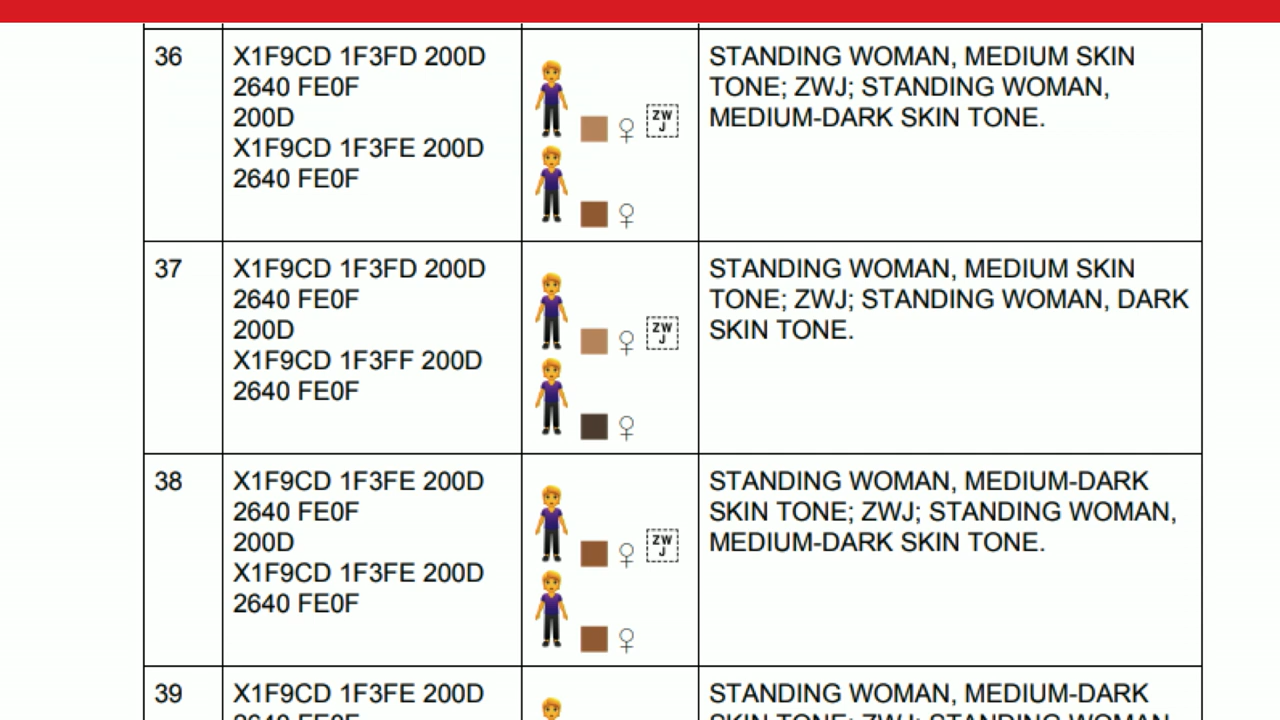 36
X1F9CD 1F3FD 200D
2640 FE0F
200D
X1F9CD 1F3FE 200D
2640 FE0F
ZWJ
STANDING WOMAN, MEDIUM SKIN
TONE; ZWJ; STANDING WOMAN,
MEDIUM-DARK SKIN TONE.
37
X1F9CD 1F3FD 200D
2640 FE0F
200D
X1F9CD 1F3FF 200D
2640 FE0F
ZWJ
STANDING WOMAN, MEDIUM SKIN
TONE; ZWJ; STANDING WOMAN, DARK
SKIN TONE.
38
X1F9CD 1F3FE 200D
2640 FE0F
200D
X1F9CD 1F3FE 200D
2640 FE0F
ZWJ
STANDING WOMAN, MEDIUM-DARK
SKIN TONE; ZWJ; STANDING WOMAN,
MEDIUM-DARK SKIN TONE.
39
X1F9CD 1F3FE 200D
2640 FE0F
STANDING WOMAN, MEDIUM-DARK
SKIN TONE; ZWJ; STANDING WOMAN,